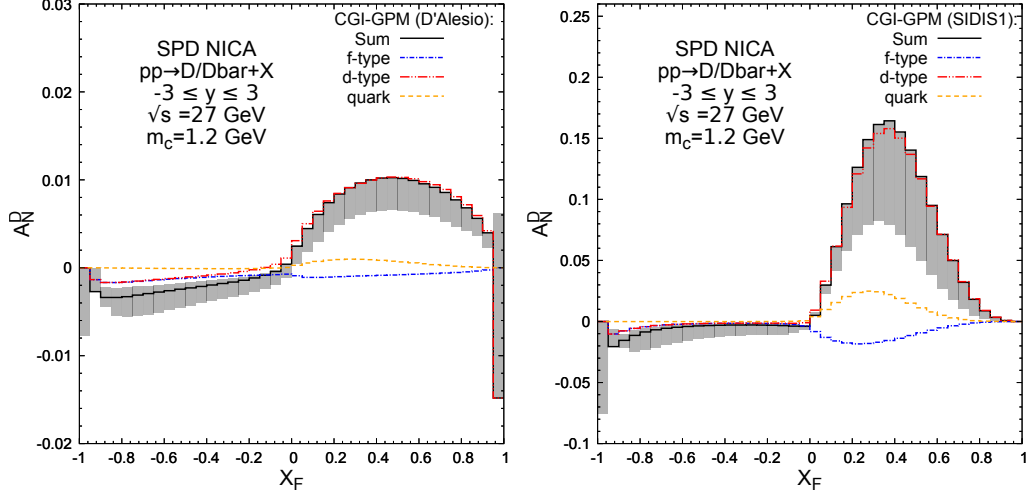 CGI-GPM (D'Alesio):
Sum
f-type
d-type
quark
SPD NICA
pp→D/Dbar+X
-3 ≤ y ≤ 3
√s =27 GeV
m_c=1.2 GeV
0.03
0.02
0.01
0
-0.01
-0.02
A_N^D
-1 -0.8 -0.6 -0.4 -0.2 0 0.2 0.4 0.6 0.8 1
X_F
CGI-GPM (SIDIS1):
Sum
f-type
d-type
quark
SPD NICA
pp→D/Dbar+X
-3 ≤ y ≤ 3
√s =27 GeV
m_c=1.2 GeV
0.25
0.20
0.15
0.10
0.05
0
-0.05
-0.1
A_N^D
-1 -0.8 -0.6 -0.4 -0.2 0 0.2 0.4 0.6 0.8 1
X_F